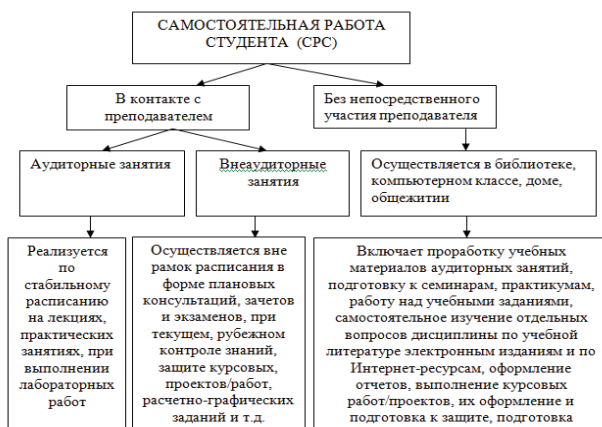 САМОСТОЯТЕЛЬНАЯ РАБОТА
СТУДЕНТА (СРС)
В контакте с
преподавателем
Без непосредственного
участия преподавателя
Аудиторные занятия
Внеаудиторные
занятия
Осуществляется в библиотеке,
компьютерном классе, доме,
общежитии
Реализуется
по
стабильному
расписанию
на лекциях,
практических
занятиях, при
выполнении
лабораторных
работ
Осуществляется вне
рамок расписания в
форме плановых
консультаций, зачетов
и экзаменов, при
текущем, рубежном
контроле знаний,
защите курсовых,
проектов/работ,
расчетно-графических
заданий и т.д.
Включает проработку учебных
материалов аудиторных занятий,
подготовку к семинарам, практикумам,
работу над учебными заданиями,
самостоятельное изучение отдельных
вопросов дисциплины по учебной
литературе электронным изданиям и по
Интернет-ресурсам, оформление
отчетов, выполнение курсовых
работ/проектов, их оформление и
подготовка к защите, подготовка